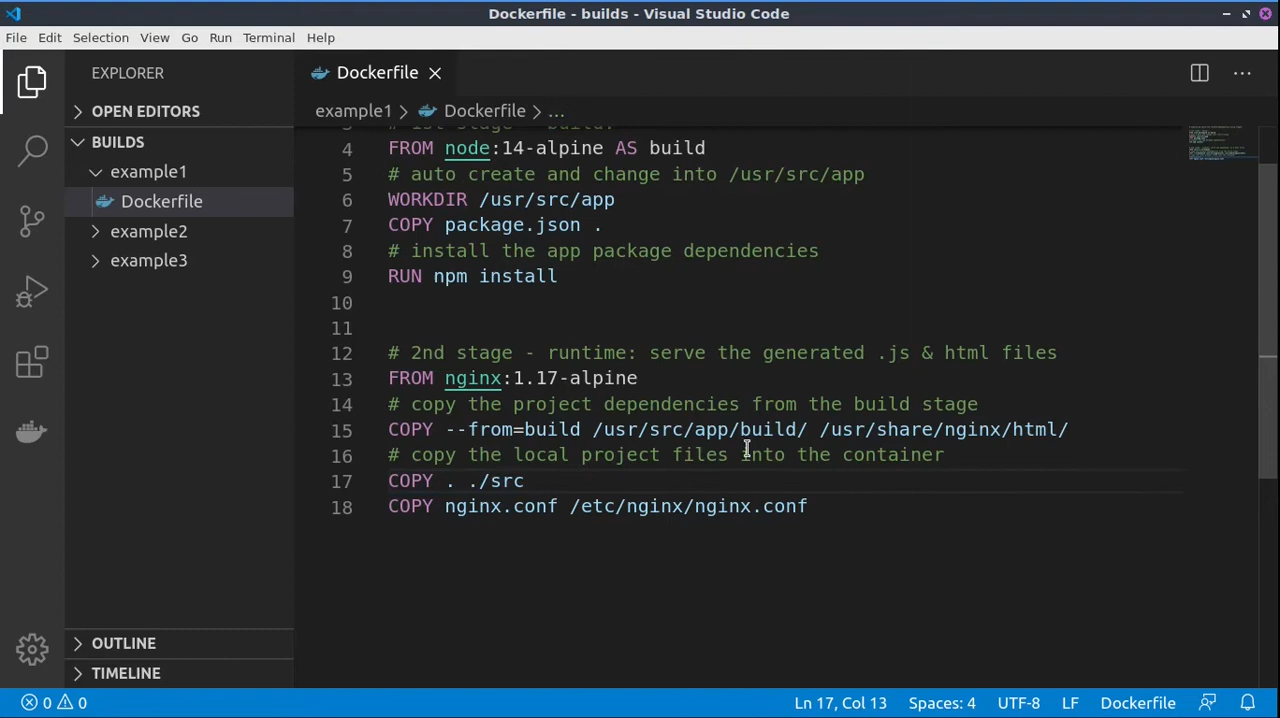 Dockerfile - builds - Visual Studio Code
File Edit Selection View Go Run Terminal Help
EXPLORER
Dockerfile
OPEN EDITORS
example1 > Dockerfile > ...
BUILDS
example1
Dockerfile
example2
example3
4 FROM node:14-alpine AS build
5 # auto create and change into /usr/src/app
6 WORKDIR /usr/src/app
7 COPY package.json .
8 # install the app package dependencies
9 RUN npm install
10
11
12 # 2nd stage - runtime: serve the generated .js & html files
13 FROM nginx:1.17-alpine
14 # copy the project dependencies from the build stage
15 COPY --from=build /usr/src/app/build/ /usr/share/nginx/html/
16 # copy the local project files into the container
17 COPY . ./src
18 COPY nginx.conf /etc/nginx/nginx.conf
OUTLINE
TIMELINE
0 0 Ln 17, Col 13 Spaces: 4 UTF-8 LF Dockerfile